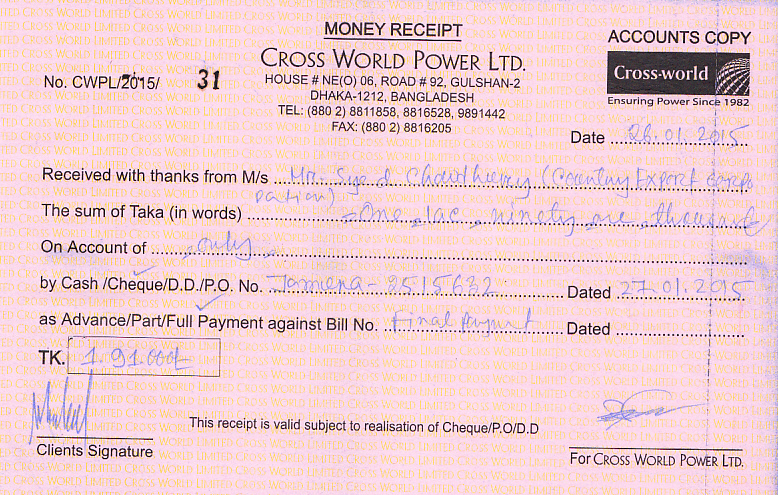 MONEY RECEIPT
ACCOUNTS COPY
CROSS WORLD POWER LTD.
Cross-world
Ensuring Power Since 1982
No. CWPL/2015/ 31
HOUSE # NE(O) 06, ROAD # 92, GULSHAN-2
DHAKA-1212, BANGLADESH
TEL: (880 2) 8811858, 8816528, 9891442
FAX: (880 2) 8816205
Date 26.01.2015
Received with thanks from M/s Mr. Syed Chowdhury (Country Export corpo
ration)
The sum of Taka (in words) One lac ninety one thousand
On Account of only
by Cash /Cheque/D.D./P.O. No. Jamuna - 8515632 Dated 27.01.2015
as Advance/Part/Full Payment against Bill No. Final payment Dated
TK. 1.91.000/=
This receipt is valid subject to realisation of Cheque/P.O/D.D
Clients Signature
For CROSS WORLD POWER LTD.